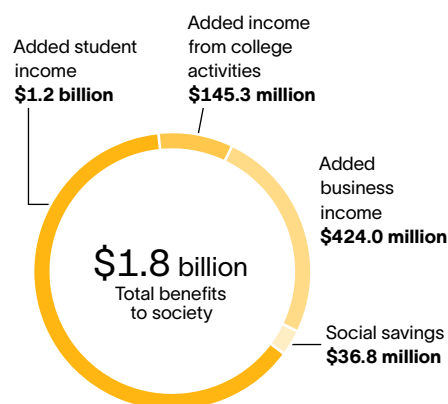 Added student
income
$1.2 billion
Added income
from college
activities
$145.3 million
Added
business
income
$424.0 million
$1.8 billion
Total benefits
to society
Social savings
$36.8 million